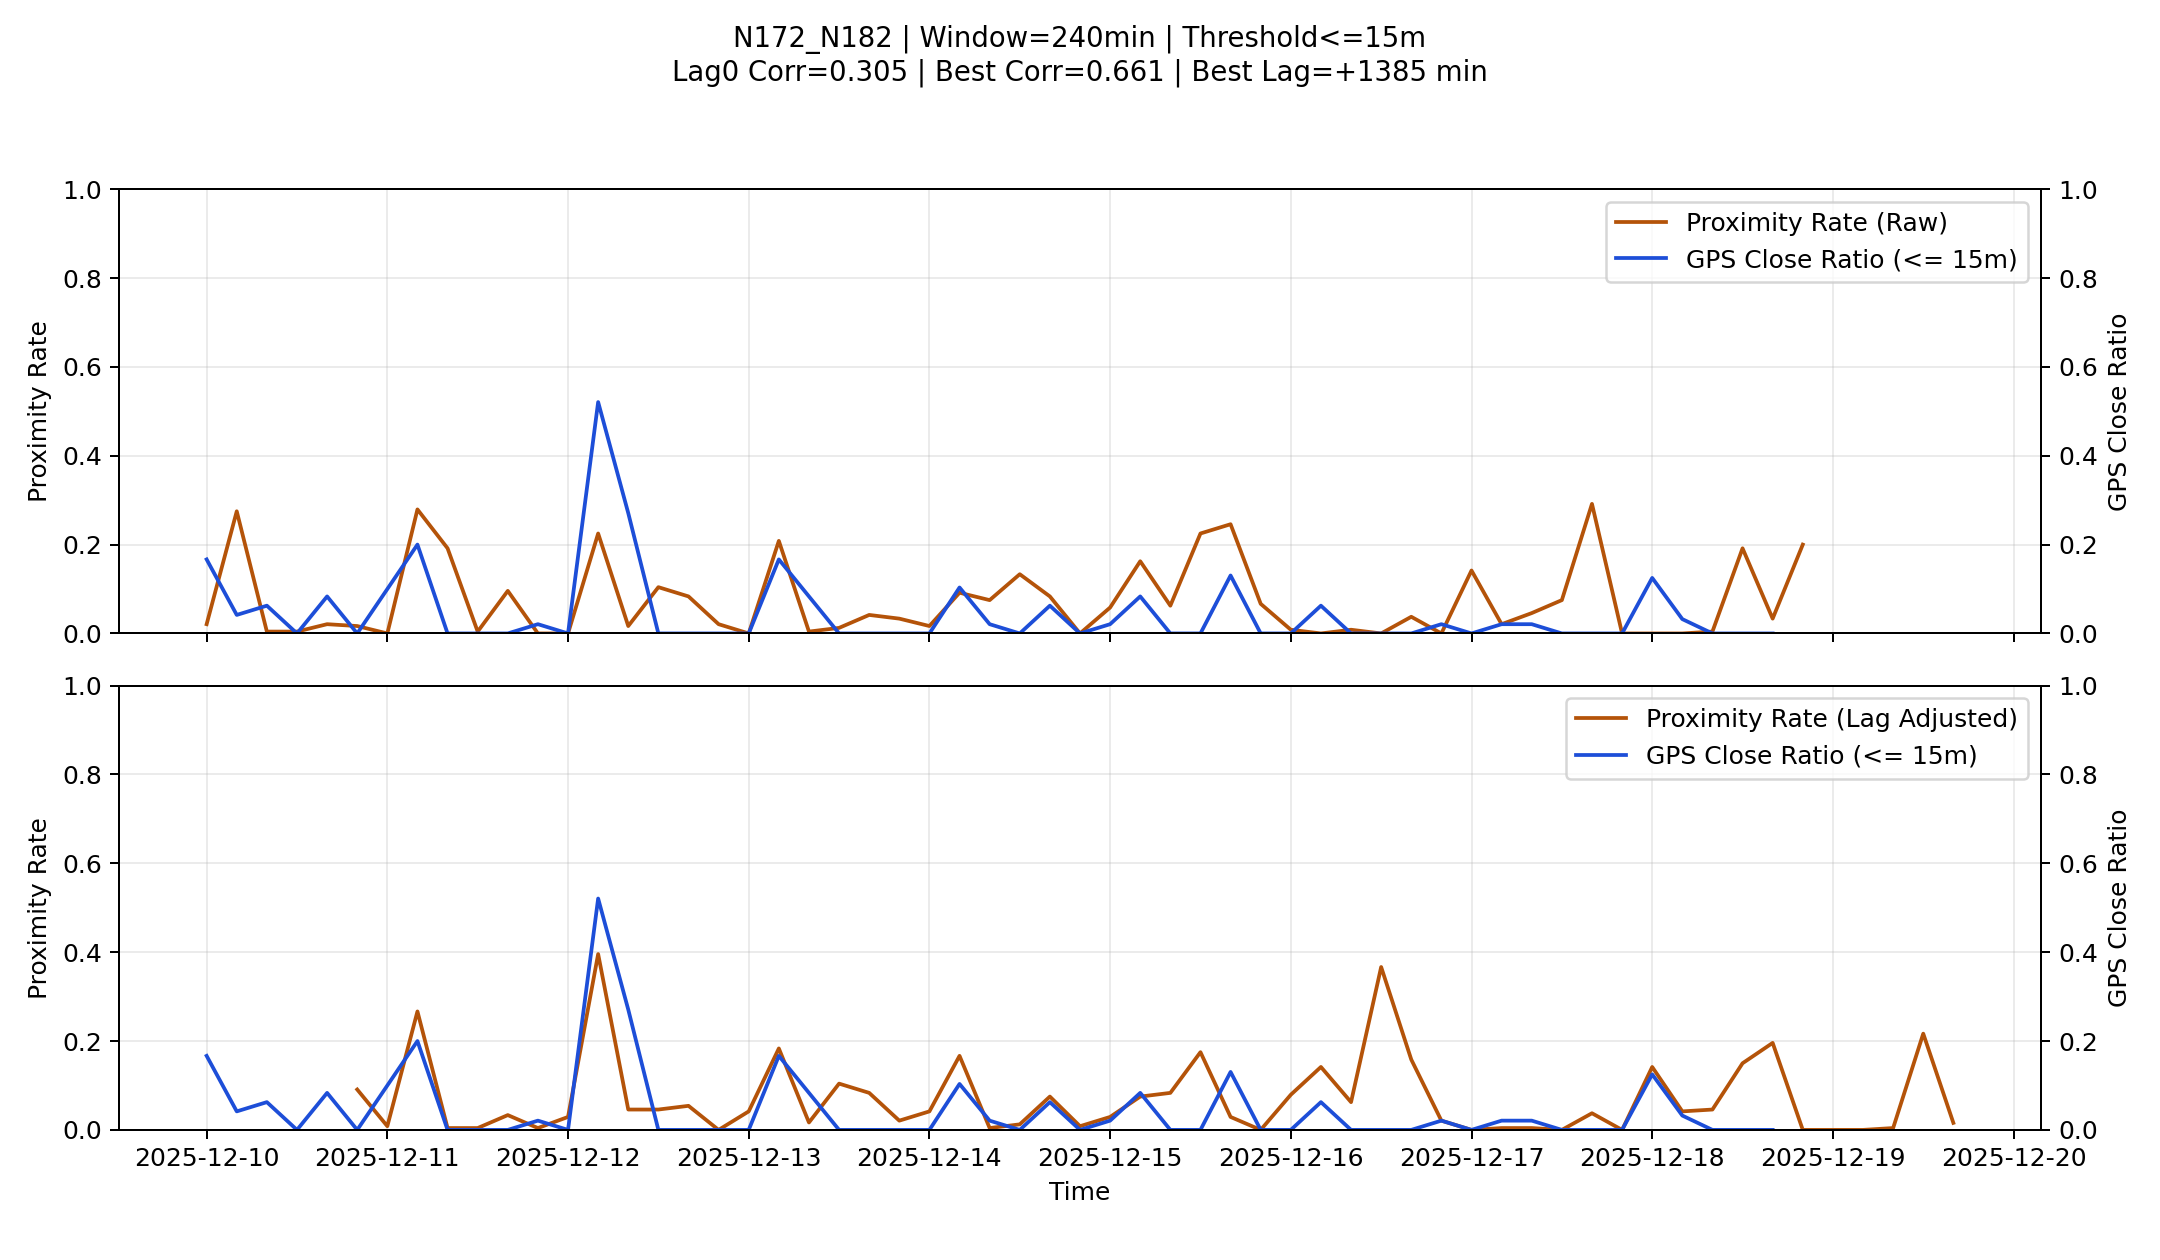 N172_N182 | Window=240min | Threshold<=15m
Lag0 Corr=0.305 | Best Corr=0.661 | Best Lag=+1385 min
1.0
0.8
0.6
0.4
0.2
0.0
Proximity Rate
Proximity Rate (Raw)
GPS Close Ratio (<= 15m)
1.0
0.8
0.6
0.4
0.2
0.0
GPS Close Ratio
1.0
0.8
0.6
0.4
0.2
0.0
Proximity Rate
Proximity Rate (Lag Adjusted)
GPS Close Ratio (<= 15m)
1.0
0.8
0.6
0.4
0.2
0.0
GPS Close Ratio
2025-12-10 2025-12-11 2025-12-12 2025-12-13 2025-12-14 2025-12-15 2025-12-16 2025-12-17 2025-12-18 2025-12-19 2025-12-20
Time